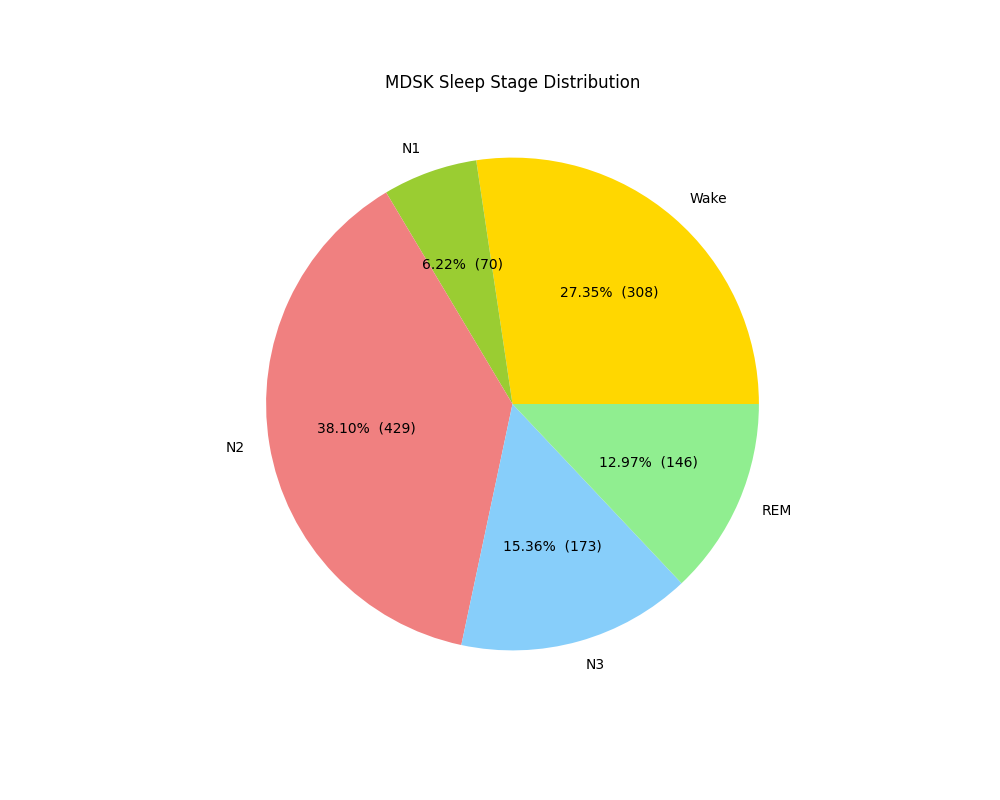 MDSK Sleep Stage Distribution
N1
Wake
6.22%  (70)
27.35%  (308)
38.10%  (429)
N2
12.97%  (146)
REM
15.36%  (173)
N3